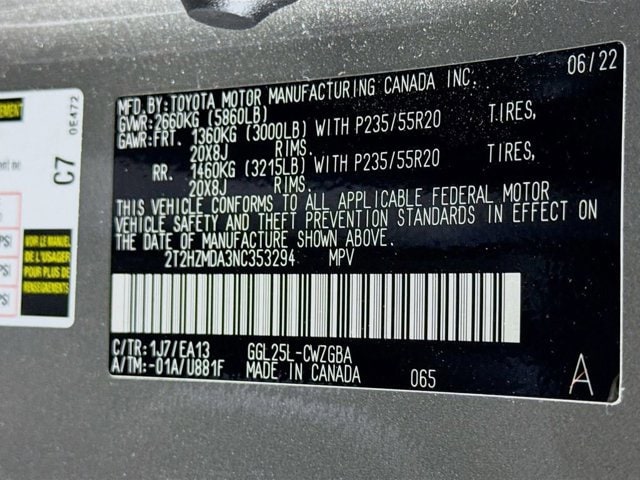 06/22
MFD.BY:TOYOTA MOTOR MANUFACTURING CANADA INC.
GVWR:2660KG (5860LB)
GAWR:FRT. 1360KG (3000LB) WITH P235/55R20 TIRES,
20X8J RIMS.
RR. 1460KG (3215LB) WITH P235/55R20 TIRES,
20X8J RIMS.
THIS VEHICLE CONFORMS TO ALL APPLICABLE FEDERAL MOTOR
VEHICLE SAFETY AND THEFT PREVENTION STANDARDS IN EFFECT ON
THE DATE OF MANUFACTURE SHOWN ABOVE.
2T2HZMDA3NC353294 MPV
C/TR:1J7/EA13 GGL25L-CWZGBA
A/TM:-01A/U881F MADE IN CANADA 065 A
C7
0E472
VOIR LE MANUEL
DE L'USAGER
POUR PLUS DE
RENSEIGNEMENTS
PSI
PSI